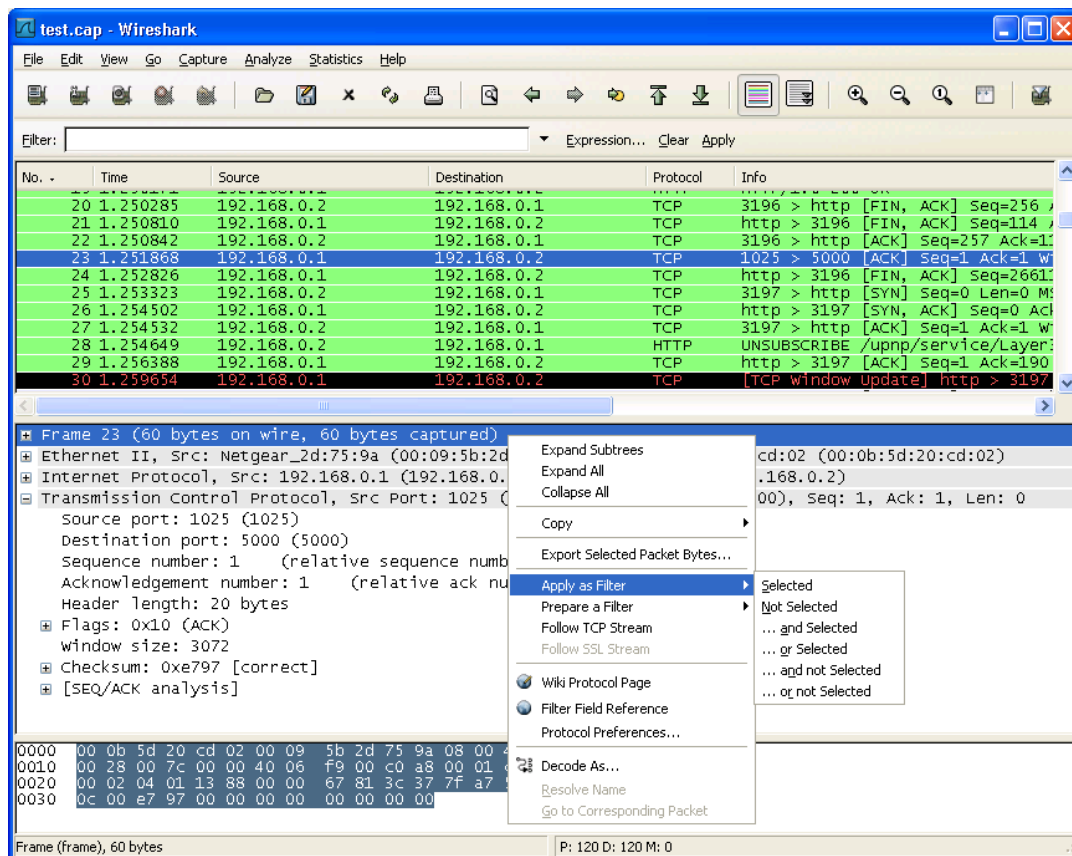 test.cap - Wireshark
File Edit View Go Capture Analyze Statistics Help
Filter: Expression... Clear Apply
No. Time Source Destination Protocol Info
20 1.250285 192.168.0.2 192.168.0.1 TCP 3196 > http [FIN, ACK] Seq=256
21 1.250810 192.168.0.1 192.168.0.2 TCP http > 3196 [FIN, ACK] Seq=114
22 1.250842 192.168.0.2 192.168.0.1 TCP 3196 > http [ACK] Seq=257
23 1.251868 192.168.0.1 192.168.0.2 TCP 1025 > 5000 [ACK] Seq=1 Ack=1
24 1.252826 192.168.0.1 192.168.0.2 TCP http > 3196 [FIN, ACK]
25 1.253323 192.168.0.2 192.168.0.1 TCP 3197 > http [SYN] Seq=0 Len=0
26 1.254502 192.168.0.1 192.168.0.2 TCP http > 3197 [SYN, ACK] Seq=0
27 1.254532 192.168.0.2 192.168.0.1 TCP 3197 > http [ACK] Seq=1 Ack=1
28 1.254649 192.168.0.2 192.168.0.1 HTTP UNSUBSCRIBE
29 1.256388 192.168.0.1 192.168.0.2 TCP http > 3197 [ACK] Seq=1 Ack=190
30 1.259654 192.168.0.1 192.168.0.2 TCP [TCP Window Update] http > 3197
Frame 23 (60 bytes on wire, 60 bytes captured)
Ethernet II, Src: Netgear_2d:75:9a (00:09:5b:2d cd:02 (00:0b:5d:20:cd:02)
Internet Protocol, Src: 192.168.0.1 (192.168.0. .168.0.2)
Transmission Control Protocol, Src Port: 1025 ( 00), Seq: 1, Ack: 1, Len: 0
Source port: 1025 (1025)
Destination port: 5000 (5000)
Sequence number: 1 (relative sequence numb
Acknowledgement number: 1 (relative ack nu
Header length: 20 bytes
Flags: 0x10 (ACK)
Window size: 3072
Checksum: 0xe797 [correct]
[SEQ/ACK analysis]
Expand Subtrees
Expand All
Collapse All
Copy
Export Selected Packet Bytes...
Apply as Filter
Prepare a Filter
Follow TCP Stream
Follow SSL Stream
Wiki Protocol Page
Filter Field Reference
Protocol Preferences...
Decode As...
Resolve Name
Go to Corresponding Packet
Selected
Not Selected
... and Selected
... or Selected
... and not Selected
... or not Selected
0000 00 0b 5d 20 cd 02 00 09 5b 2d 75 9a 08 00
0010 00 28 00 7c 00 00 40 06 f9 00 c0 a8 00 01
0020 00 02 04 01 13 88 00 00 67 81 3c 37 7f a7
0030 0c 00 e7 97 00 00 00 00 00 00 00 00
Frame (frame), 60 bytes P: 120 D: 120 M: 0